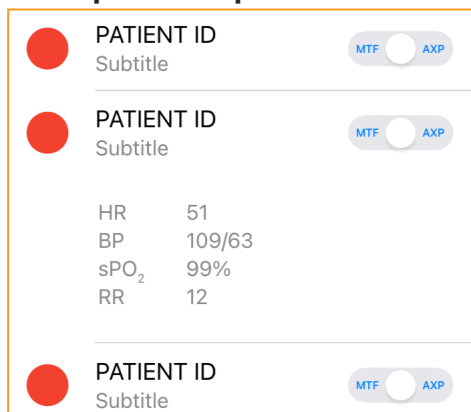 PATIENT ID
Subtitle
MTF AXP
PATIENT ID
Subtitle
MTF AXP
HR 51
BP 109/63
sPO₂ 99%
RR 12
PATIENT ID
Subtitle
MTF AXP